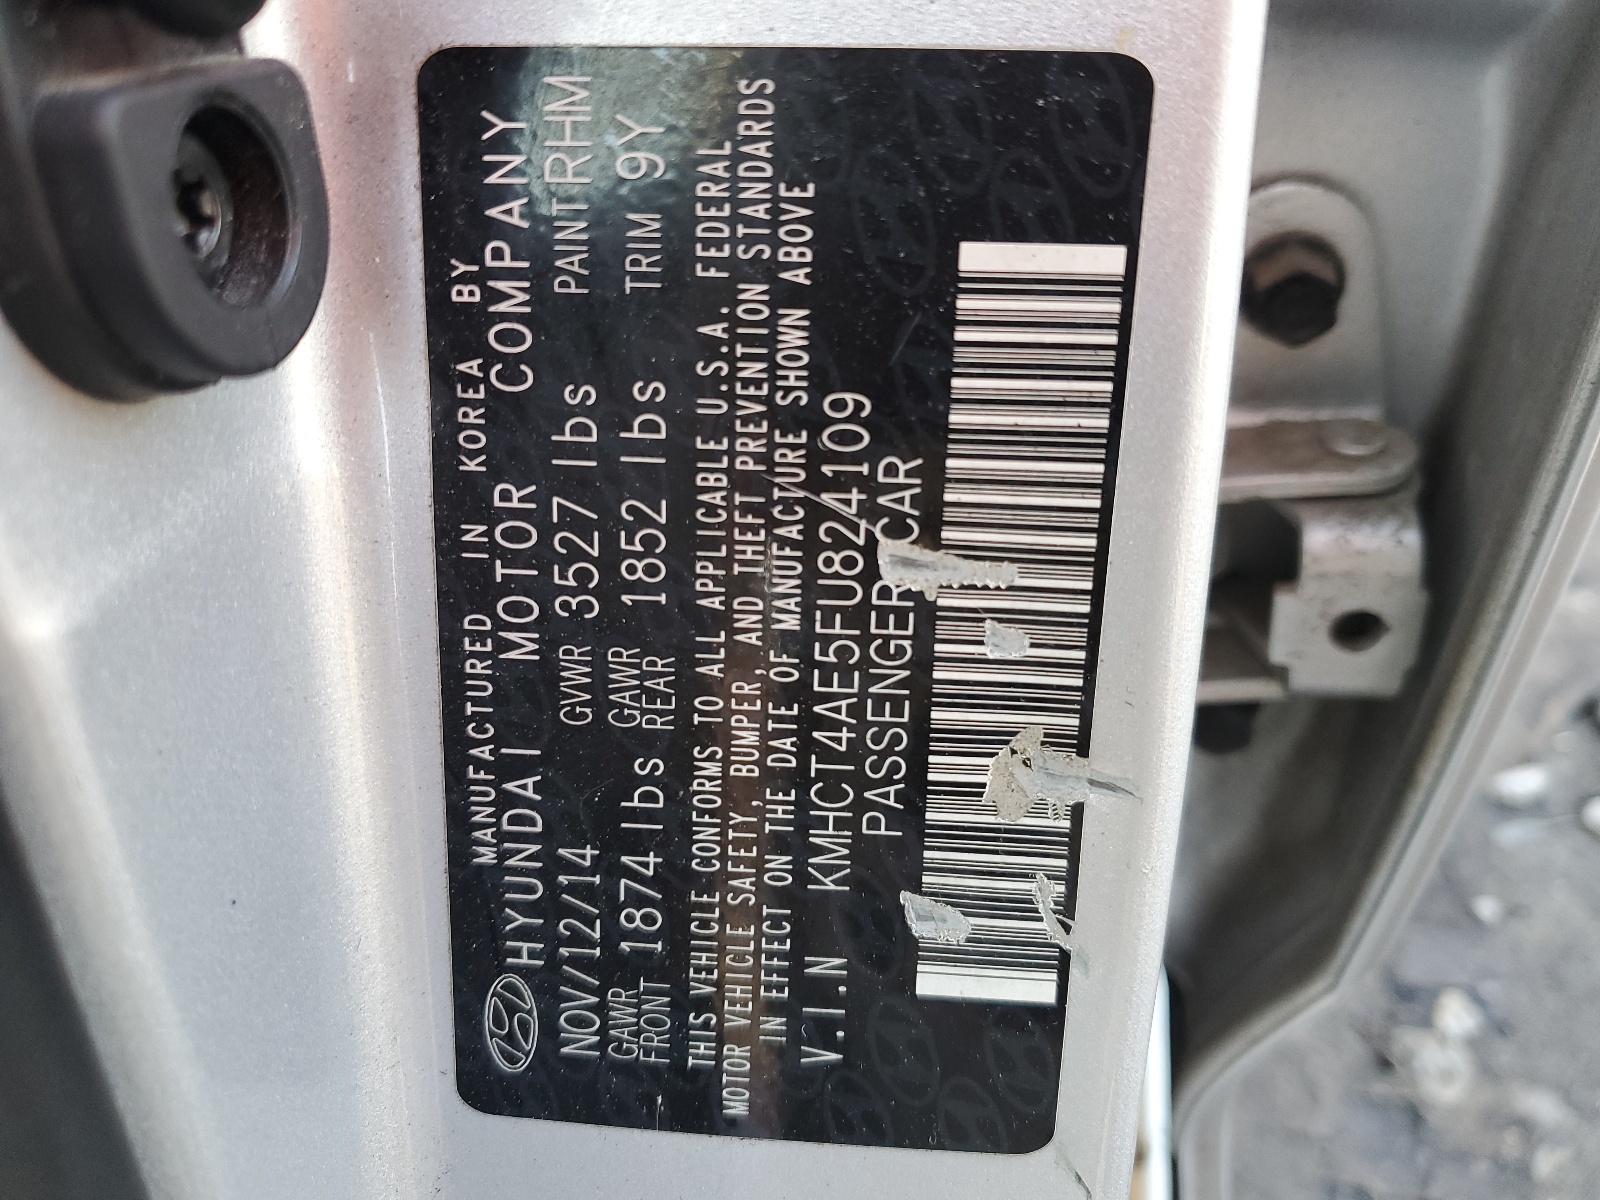 MANUFACTURED IN KOREA BY
HYUNDAI MOTOR COMPANY
NOV/12/14 GVWR 3527 lbs PAINT RHM
GAWR FRONT 1874 lbs GAWR REAR 1852 lbs TRIM 9Y
THIS VEHICLE CONFORMS TO ALL APPLICABLE U.S.A. FEDERAL
MOTOR VEHICLE SAFETY, BUMPER, AND THEFT PREVENTION STANDARDS
IN EFFECT ON THE DATE OF MANUFACTURE SHOWN ABOVE
V.I.N KMHCT4AE5FU824109
PASSENGER CAR